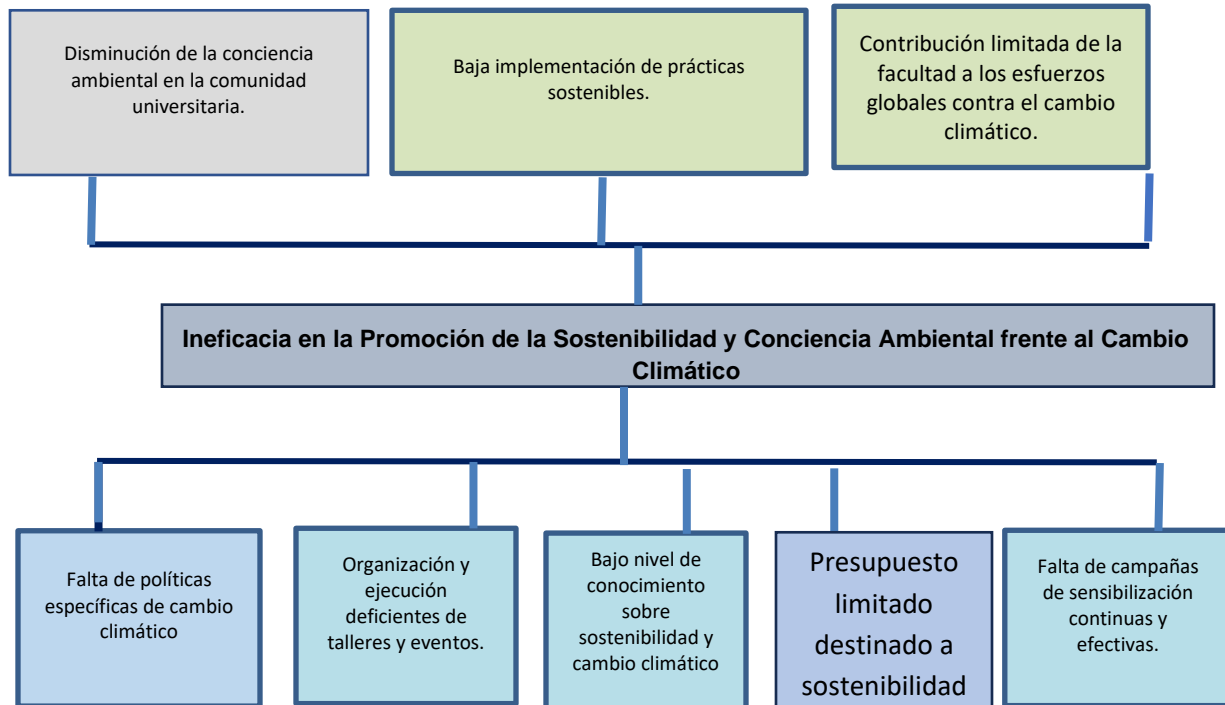 Disminución de la conciencia
ambiental en la comunidad
universitaria.
Baja implementación de prácticas
sostenibles.
Contribución limitada de la
facultad a los esfuerzos
globales contra el cambio
climático.
Ineficacia en la Promoción de la Sostenibilidad y Conciencia Ambiental frente al Cambio
Climático
Falta de políticas
específicas de cambio
climático
Organización y
ejecución
deficientes de
talleres y eventos.
Bajo nivel de
conocimiento
sobre
sostenibilidad y
cambio climático
Presupuesto
limitado
destinado a
sostenibilidad
Falta de campañas
de sensibilización
continuas y
efectivas.